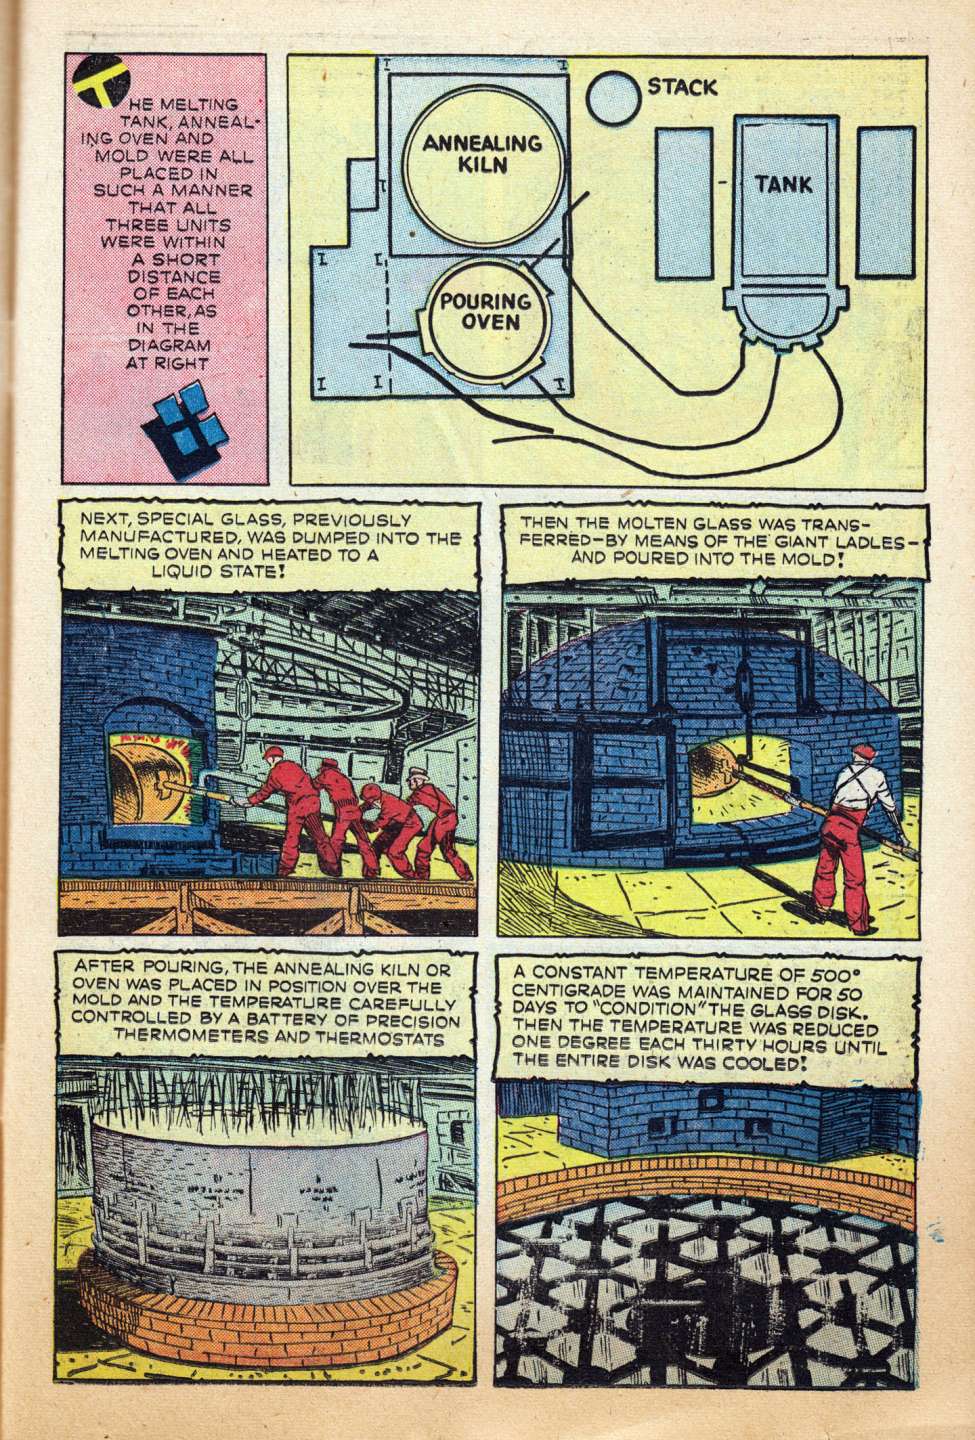 THE MELTING
TANK, ANNEAL-
ING OVEN AND
MOLD WERE ALL
PLACED IN
SUCH A MANNER
THAT ALL
THREE UNITS
WERE WITHIN
A SHORT
DISTANCE
OF EACH
OTHER, AS
IN THE
DIAGRAM
AT RIGHT
STACK
ANNEALING
KILN
TANK
POURING
OVEN
NEXT, SPECIAL GLASS, PREVIOUSLY
MANUFACTURED, WAS DUMPED INTO THE
MELTING OVEN AND HEATED TO A
LIQUID STATE!
THEN THE MOLTEN GLASS WAS TRANS-
FERRED—BY MEANS OF THE GIANT LADLES—
AND POURED INTO THE MOLD!
AFTER POURING, THE ANNEALING KILN OR
OVEN WAS PLACED IN POSITION OVER THE
MOLD AND THE TEMPERATURE CAREFULLY
CONTROLLED BY A BATTERY OF PRECISION
THERMOMETERS AND THERMOSTATS
A CONSTANT TEMPERATURE OF 500°
CENTIGRADE WAS MAINTAINED FOR 50
DAYS TO "CONDITION" THE GLASS DISK.
THEN THE TEMPERATURE WAS REDUCED
ONE DEGREE EACH THIRTY HOURS UNTIL
THE ENTIRE DISK WAS COOLED!